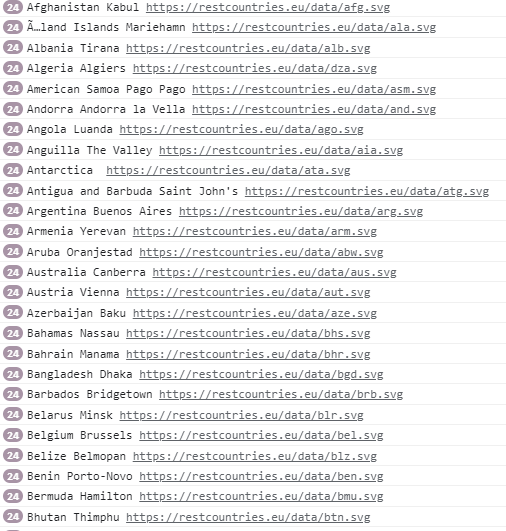 24 Afghanistan Kabul https://restcountries.eu/data/afg.svg
24 Ã…land Islands Mariehamn https://restcountries.eu/data/ala.svg
24 Albania Tirana https://restcountries.eu/data/alb.svg
24 Algeria Algiers https://restcountries.eu/data/dza.svg
24 American Samoa Pago Pago https://restcountries.eu/data/asm.svg
24 Andorra Andorra la Vella https://restcountries.eu/data/and.svg
24 Angola Luanda https://restcountries.eu/data/ago.svg
24 Anguilla The Valley https://restcountries.eu/data/aia.svg
24 Antarctica https://restcountries.eu/data/ata.svg
24 Antigua and Barbuda Saint John's https://restcountries.eu/data/atg.svg
24 Argentina Buenos Aires https://restcountries.eu/data/arg.svg
24 Armenia Yerevan https://restcountries.eu/data/arm.svg
24 Aruba Oranjestad https://restcountries.eu/data/abw.svg
24 Australia Canberra https://restcountries.eu/data/aus.svg
24 Austria Vienna https://restcountries.eu/data/aut.svg
24 Azerbaijan Baku https://restcountries.eu/data/aze.svg
24 Bahamas Nassau https://restcountries.eu/data/bhs.svg
24 Bahrain Manama https://restcountries.eu/data/bhr.svg
24 Bangladesh Dhaka https://restcountries.eu/data/bgd.svg
24 Barbados Bridgetown https://restcountries.eu/data/brb.svg
24 Belarus Minsk https://restcountries.eu/data/blr.svg
24 Belgium Brussels https://restcountries.eu/data/bel.svg
24 Belize Belmopan https://restcountries.eu/data/blz.svg
24 Benin Porto-Novo https://restcountries.eu/data/ben.svg
24 Bermuda Hamilton https://restcountries.eu/data/bmu.svg
24 Bhutan Thimphu https://restcountries.eu/data/btn.svg